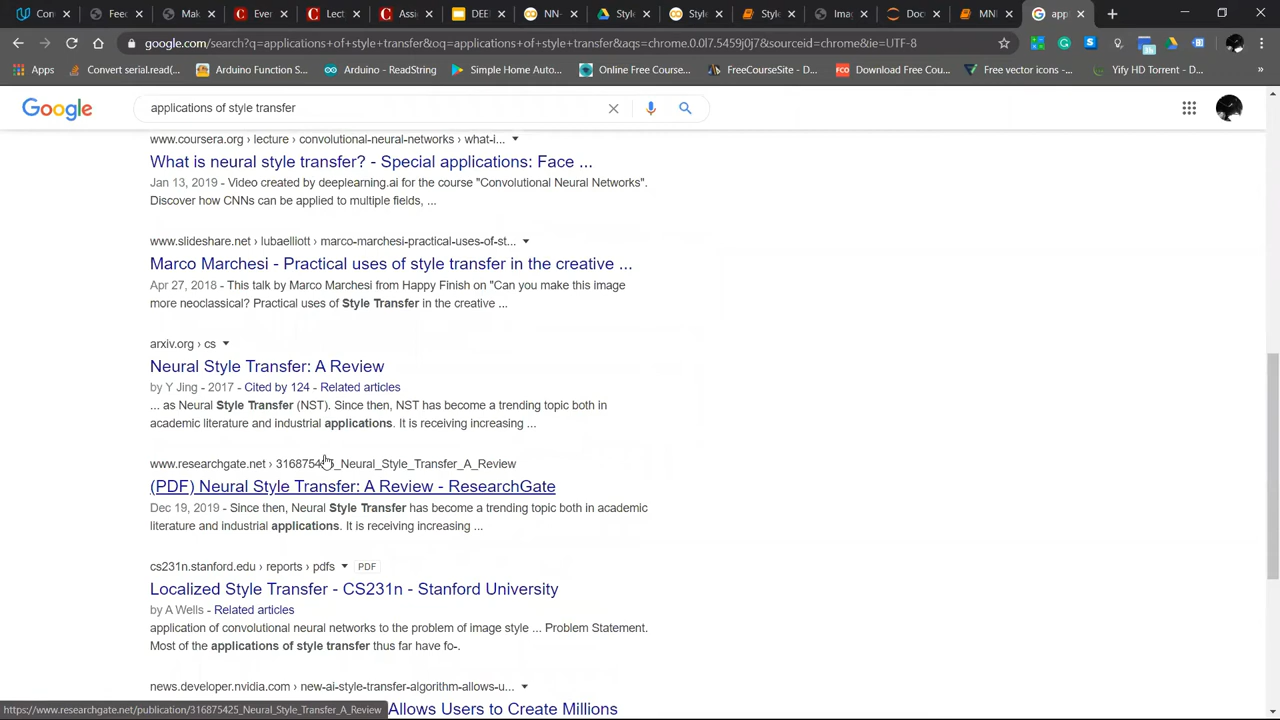 Con
Fee
Mak
Ever
Lect
Assi
DEE
NN-
Style
Style
Style
Ima
Doc
MN
app
google.com/search?q=applications+of+style+transfer&oq=applications+of+style+transfer&aqs=chrome.0.0l7.5459j0j7&sourceid=chrome&ie=UTF-8
Apps
Convert serial.read(...
Arduino Function S...
Arduino - ReadString
Simple Home Auto...
Online Free Course...
FreeCourseSite - D...
Download Free Cou...
Free vector icons -...
Yify HD Torrent - D...
»
Google
applications of style transfer
www.coursera.org › lecture › convolutional-neural-networks › what-i...
What is neural style transfer? - Special applications: Face ...
Jan 13, 2019 - Video created by deeplearning.ai for the course "Convolutional Neural Networks".
Discover how CNNs can be applied to multiple fields, ...
www.slideshare.net › lubaelliott › marco-marchesi-practical-uses-of-st...
Marco Marchesi - Practical uses of style transfer in the creative ...
Apr 27, 2018 - This talk by Marco Marchesi from Happy Finish on "Can you make this image
more neoclassical? Practical uses of Style Transfer in the creative ...
arxiv.org › cs
Neural Style Transfer: A Review
by Y Jing - 2017 - Cited by 124 - Related articles
... as Neural Style Transfer (NST). Since then, NST has become a trending topic both in
academic literature and industrial applications. It is receiving increasing ...
www.researchgate.net › 316875425_Neural_Style_Transfer_A_Review
(PDF) Neural Style Transfer: A Review - ResearchGate
Dec 19, 2019 - Since then, Neural Style Transfer has become a trending topic both in academic
literature and industrial applications. It is receiving increasing ...
cs231n.stanford.edu › reports › pdfs PDF
Localized Style Transfer - CS231n - Stanford University
by A Wells - Related articles
application of convolutional neural networks to the problem of image style ... Problem Statement.
Most of the applications of style transfer thus far have fo-.
news.developer.nvidia.com › new-ai-style-transfer-algorithm-allows-u...
Allows Users to Create Millions
https://www.researchgate.net/publication/316875425_Neural_Style_Transfer_A_Review